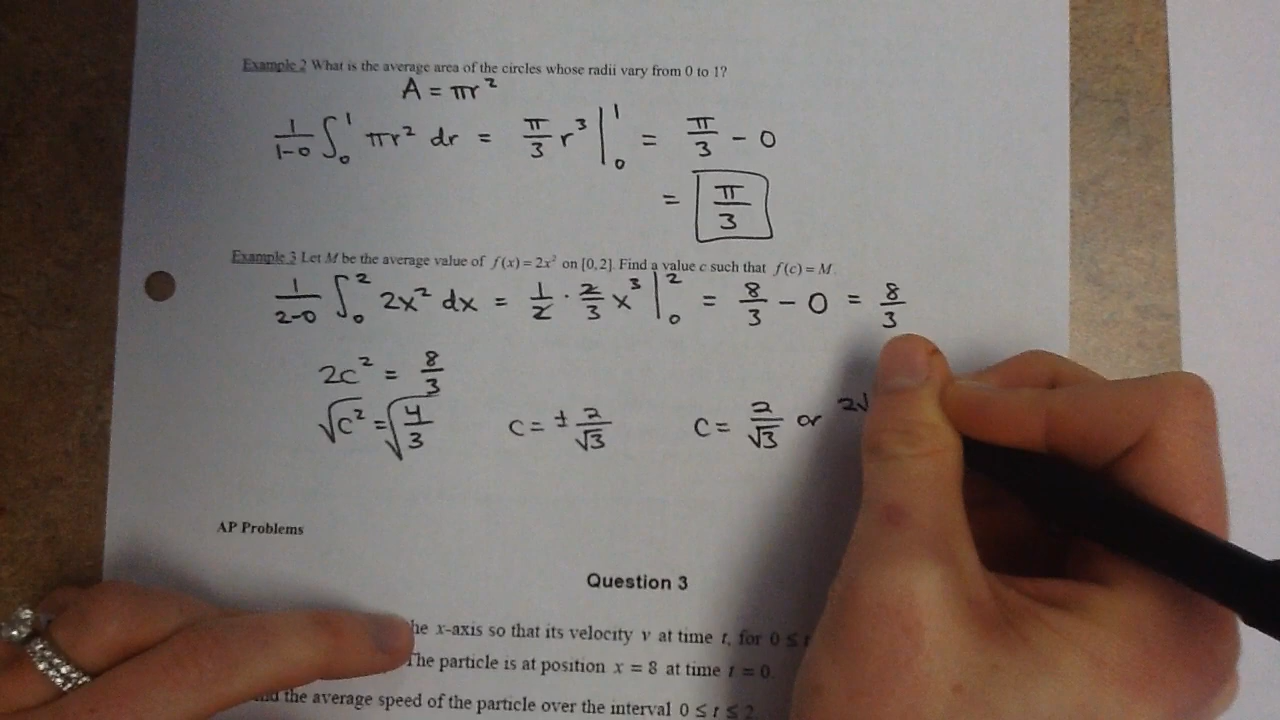 Example 2 What is the average area of the circles whose radii vary from 0 to 1?
A = πr²
1/(1-0) ∫₀¹ πr² dr = π/3 r³ |₀¹ = π/3 - 0
= π/3
Example 3 Let M be the average value of f(x) = 2x² on [0,2]. Find a value c such that f(c) = M.
1/(2-0) ∫₀² 2x² dx = 1/2 · 2/3 x³ |₀² = 8/3 - 0 = 8/3
2c² = 8/3
√c² = √(4/3) c = ± 2/√3 c = 2/√3 or 2√
AP Problems
Question 3
he x-axis so that its velocity v at time t, for 0 ≤ t
The particle is at position x = 8 at time t = 0.
the average speed of the particle over the interval 0 ≤ t ≤ 2.